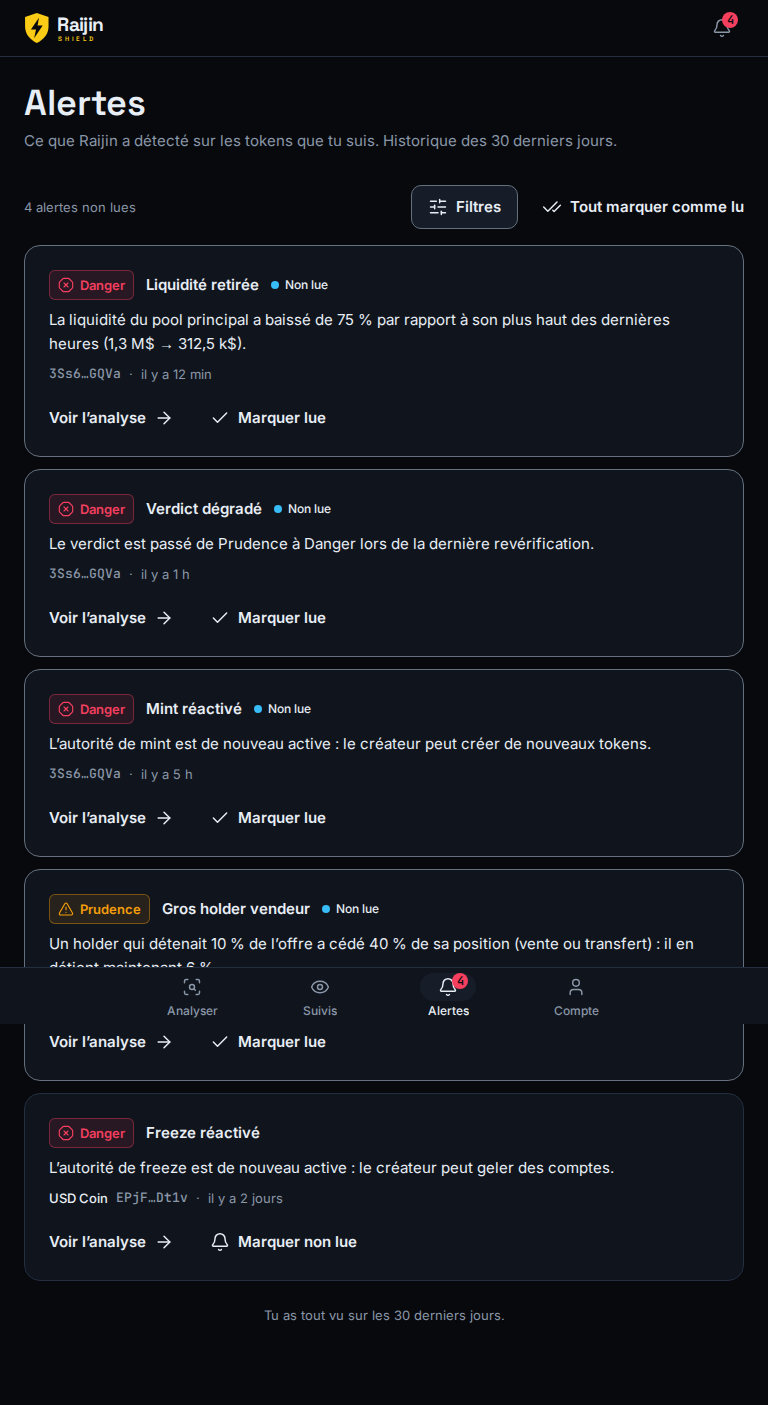 Raijin
SHIELD
4
Alertes
Ce que Raijin a détecté sur les tokens que tu suis. Historique des 30 derniers jours.
4 alertes non lues
Filtres
Tout marquer comme lu
Danger
Liquidité retirée
Non lue
La liquidité du pool principal a baissé de 75 % par rapport à son plus haut des dernières
heures (1,3 M$ → 312,5 k$).
3Ss6…GQVa · il y a 12 min
Voir l’analyse
Marquer lue
Danger
Verdict dégradé
Non lue
Le verdict est passé de Prudence à Danger lors de la dernière revérification.
3Ss6…GQVa · il y a 1 h
Voir l’analyse
Marquer lue
Danger
Mint réactivé
Non lue
L’autorité de mint est de nouveau active : le créateur peut créer de nouveaux tokens.
3Ss6…GQVa · il y a 5 h
Voir l’analyse
Marquer lue
Prudence
Gros holder vendeur
Non lue
Un holder qui détenait 10 % de l’offre a cédé 40 % de sa position (vente ou transfert) : il en
détient maintenant 6 %.
4
Analyser
Suivis
Alertes
Compte
Voir l’analyse
Marquer lue
Danger
Freeze réactivé
L’autorité de freeze est de nouveau active : le créateur peut geler des comptes.
USD Coin EPjF…Dt1v · il y a 2 jours
Voir l’analyse
Marquer non lue
Tu as tout vu sur les 30 derniers jours.